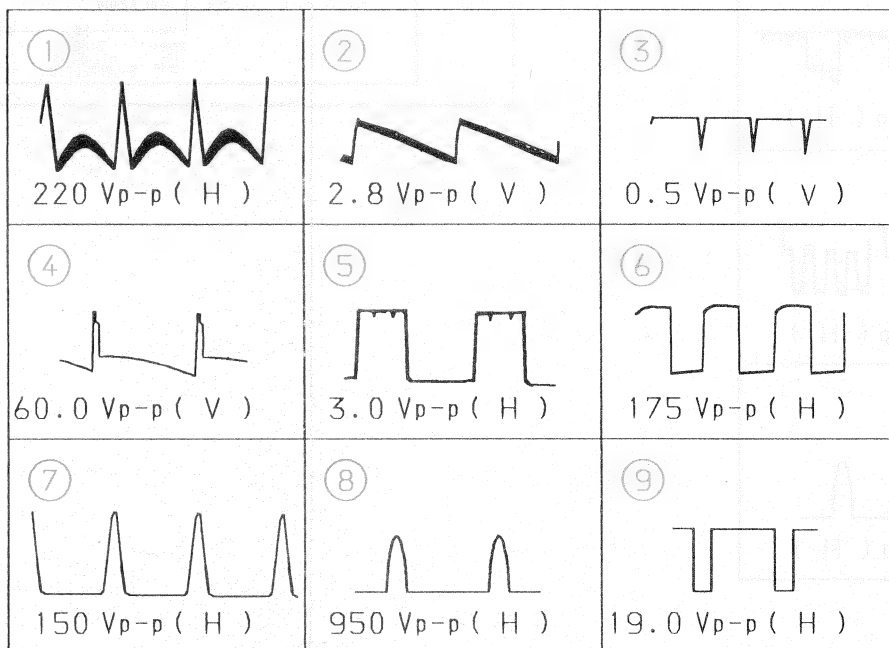 ① ② ③
220 Vp-p ( H ) 2.8 Vp-p ( V ) 0.5 Vp-p ( V )
④ ⑤ ⑥
60.0 Vp-p ( V ) 3.0 Vp-p ( H ) 175 Vp-p ( H )
⑦ ⑧ ⑨
150 Vp-p ( H ) 950 Vp-p ( H ) 19.0 Vp-p ( H )